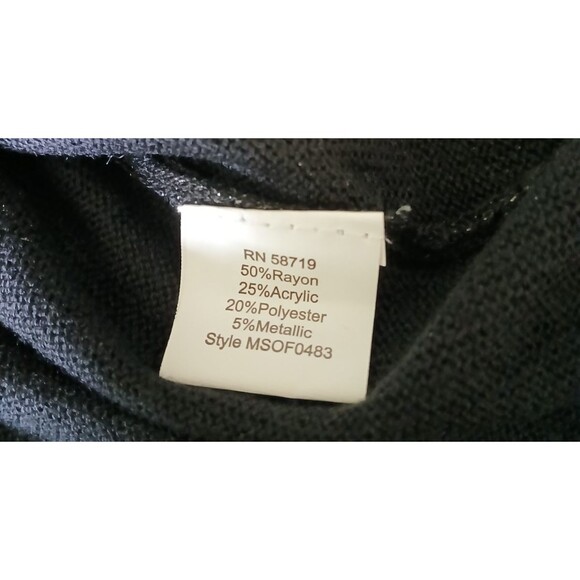 RN 58719
50%Rayon
25%Acrylic
20%Polyester
5%Metallic
Style MSOF0483